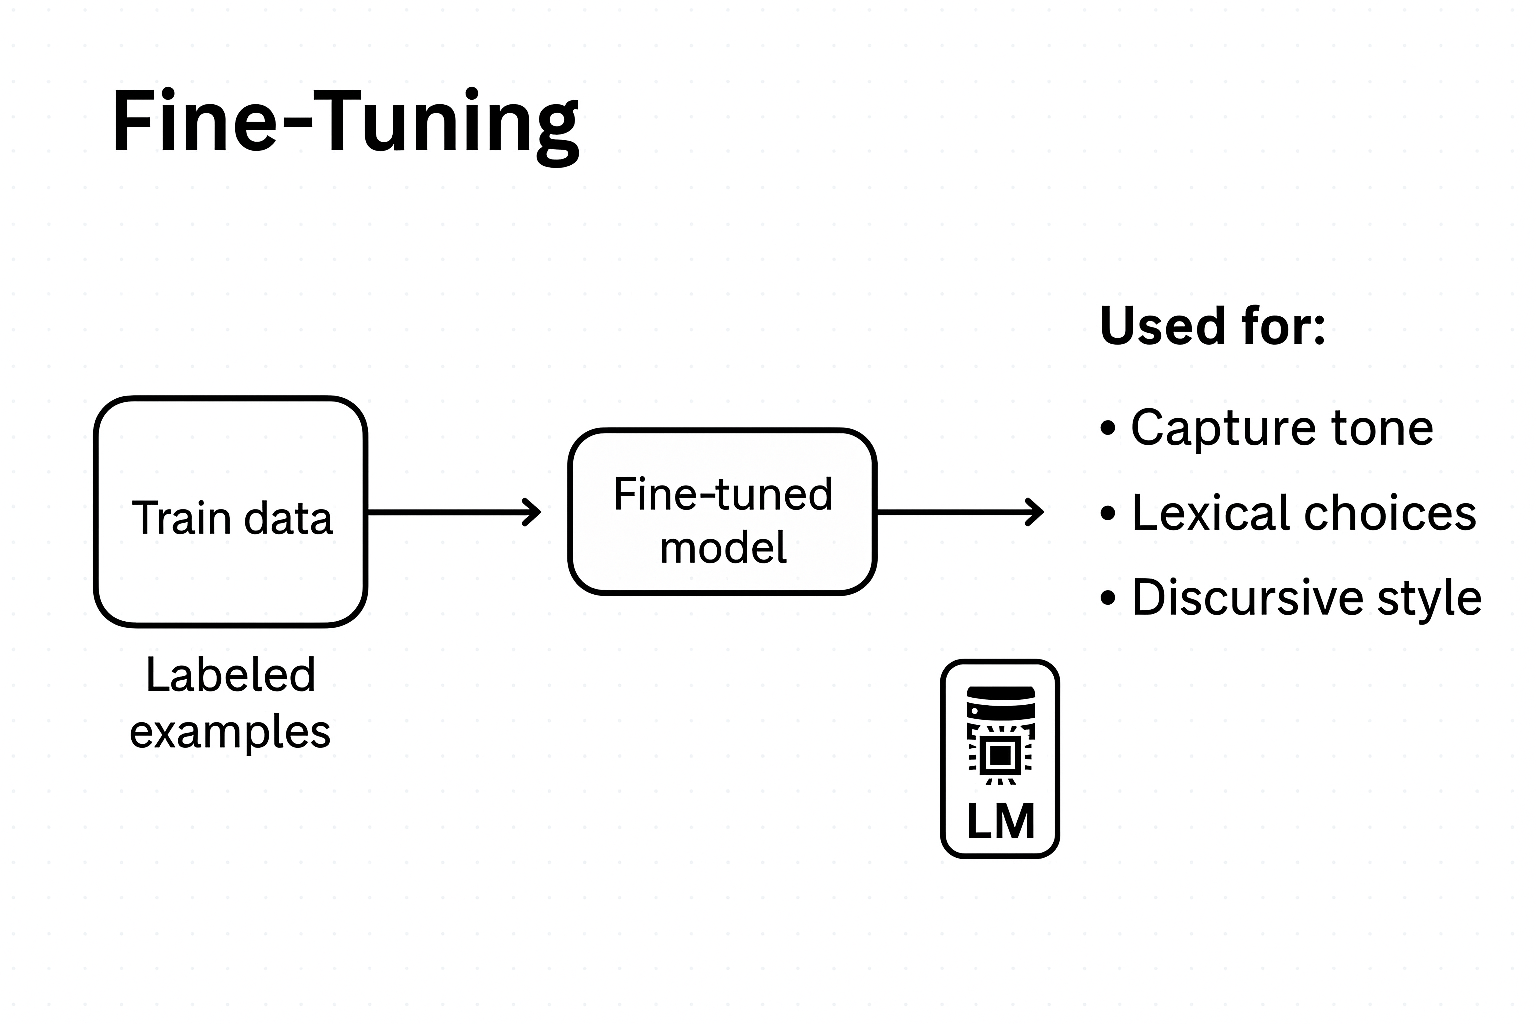 Fine-Tuning
Train data
Labeled
examples
Fine-tuned
model
Used for:
• Capture tone
• Lexical choices
• Discursive style
LM